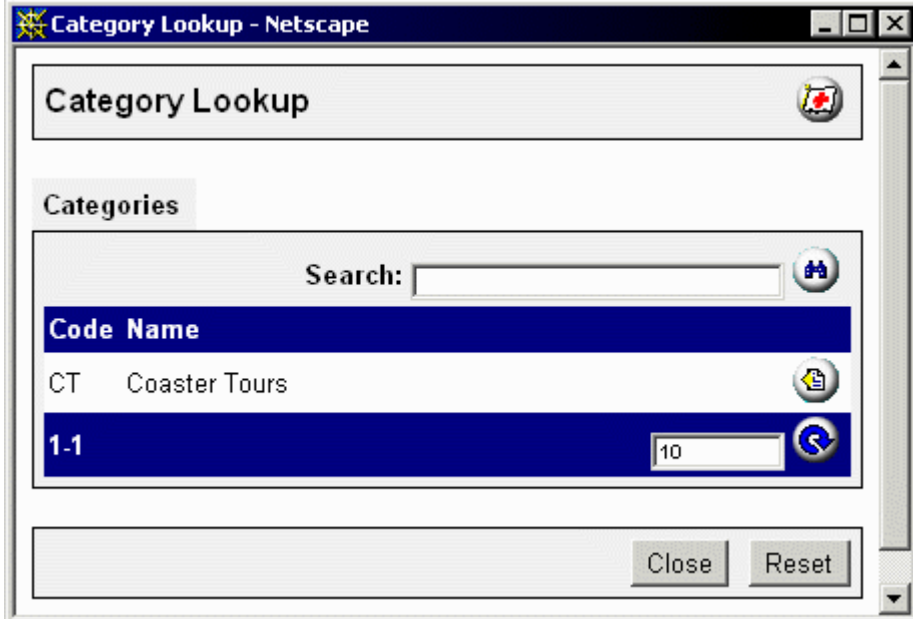 Category Lookup - Netscape
Category Lookup
Categories
Search:
Code Name
CT Coaster Tours
1-1 10
Close Reset